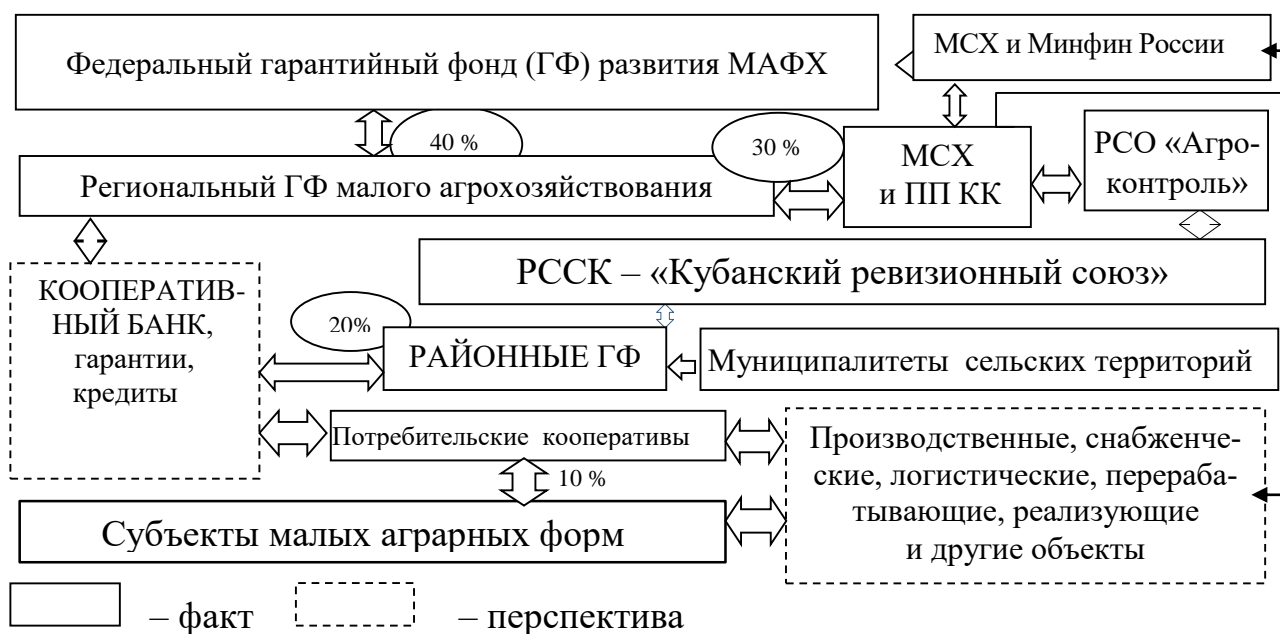 Федеральный гарантийный фонд (ГФ) развития МАФХ
МСХ и Минфин России
40 %
30 %
МСХ
и ПП КК
РСО «Агро-
контроль»
Региональный ГФ малого агрохозяйствования
РССК – «Кубанский ревизионный союз»
КООПЕРАТИВ-
НЫЙ БАНК,
гарантии,
кредиты
20%
РАЙОННЫЕ ГФ
Муниципалитеты сельских территорий
Потребительские кооперативы
10 %
Производственные, снабженче-
ские, логистические, перераба-
тывающие, реализующие
и другие объекты
Субъекты малых аграрных форм
– факт
– перспектива